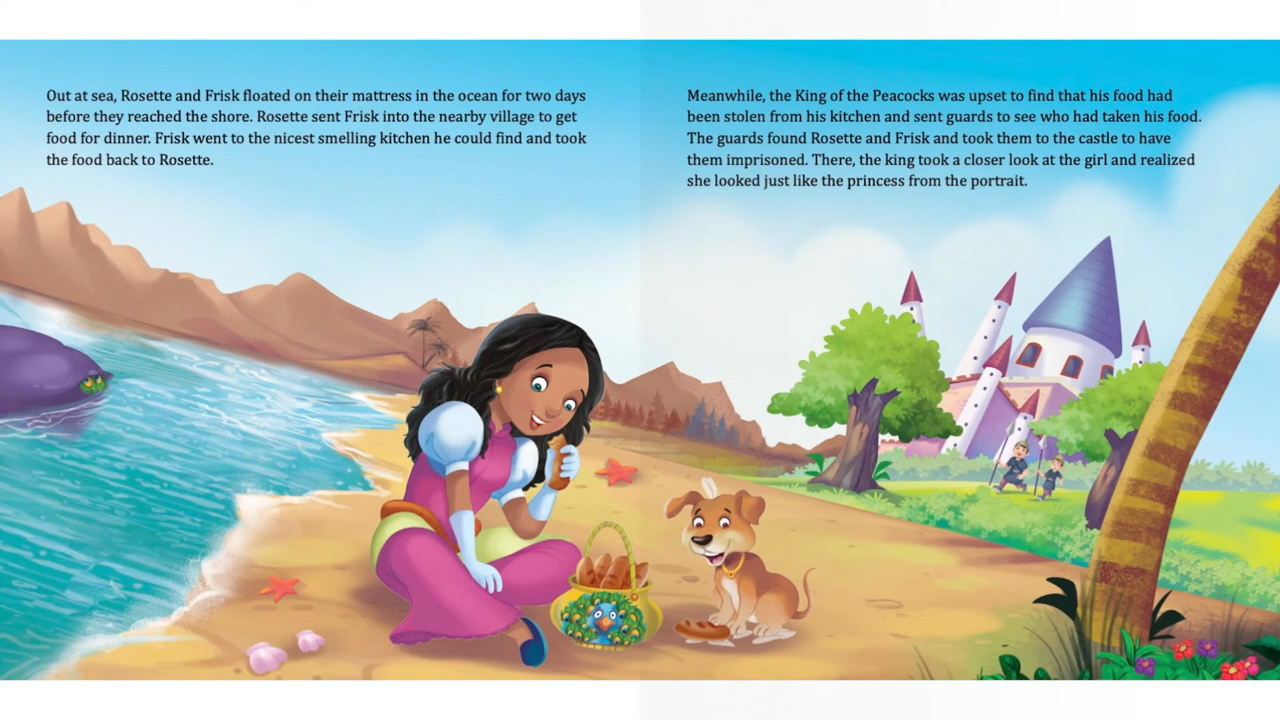 Out at sea, Rosette and Frisk floated on their mattress in the ocean for two days
before they reached the shore. Rosette sent Frisk into the nearby village to get
food for dinner. Frisk went to the nicest smelling kitchen he could find and took
the food back to Rosette.
Meanwhile, the King of the Peacocks was upset to find that his food had
been stolen from his kitchen and sent guards to see who had taken his food.
The guards found Rosette and Frisk and took them to the castle to have
them imprisoned. There, the king took a closer look at the girl and realized
she looked just like the princess from the portrait.